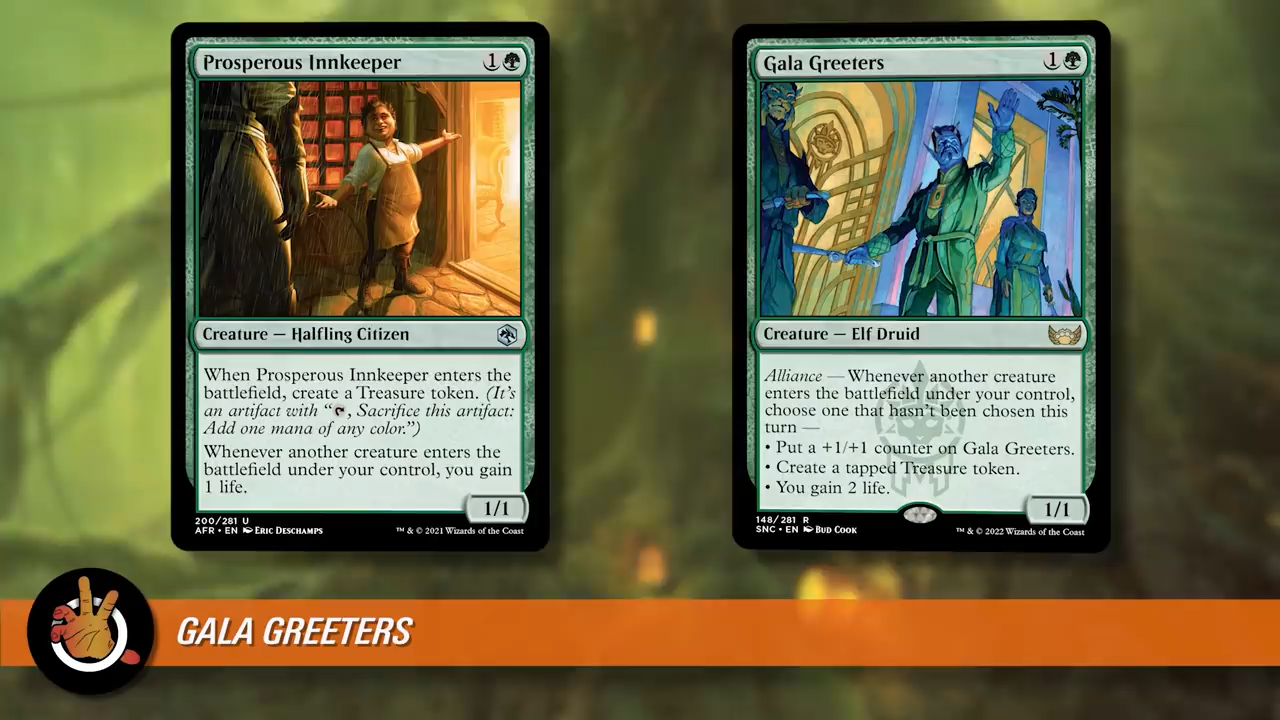 Prosperous Innkeeper 1
Creature — Halfling Citizen
When Prosperous Innkeeper enters the
battlefield, create a Treasure token. (It's
an artifact with “, Sacrifice this artifact:
Add one mana of any color.”)
Whenever another creature enters the
battlefield under your control, you gain
1 life.
1/1
200/281 U
AFR • EN Eric Deschamps
™ & © 2021 Wizards of the Coast
Gala Greeters 1
Creature — Elf Druid
Alliance — Whenever another creature
enters the battlefield under your control,
choose one that hasn't been chosen this
turn —
• Put a +1/+1 counter on Gala Greeters.
• Create a tapped Treasure token.
• You gain 2 life.
1/1
148/281 R
SNC • EN Bud Cook
™ & © 2022 Wizards of the Coast
GALA GREETERS